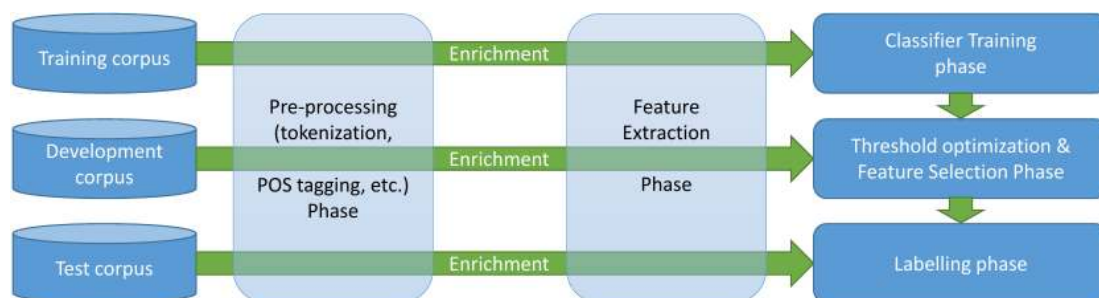 Training corpus
Enrichment
Classifier Training
phase
Pre-processing
(tokenization,
POS tagging, etc.)
Phase
Feature
Extraction
Phase
Development
corpus
Enrichment
Threshold optimization &
Feature Selection Phase
Test corpus
Enrichment
Labelling phase